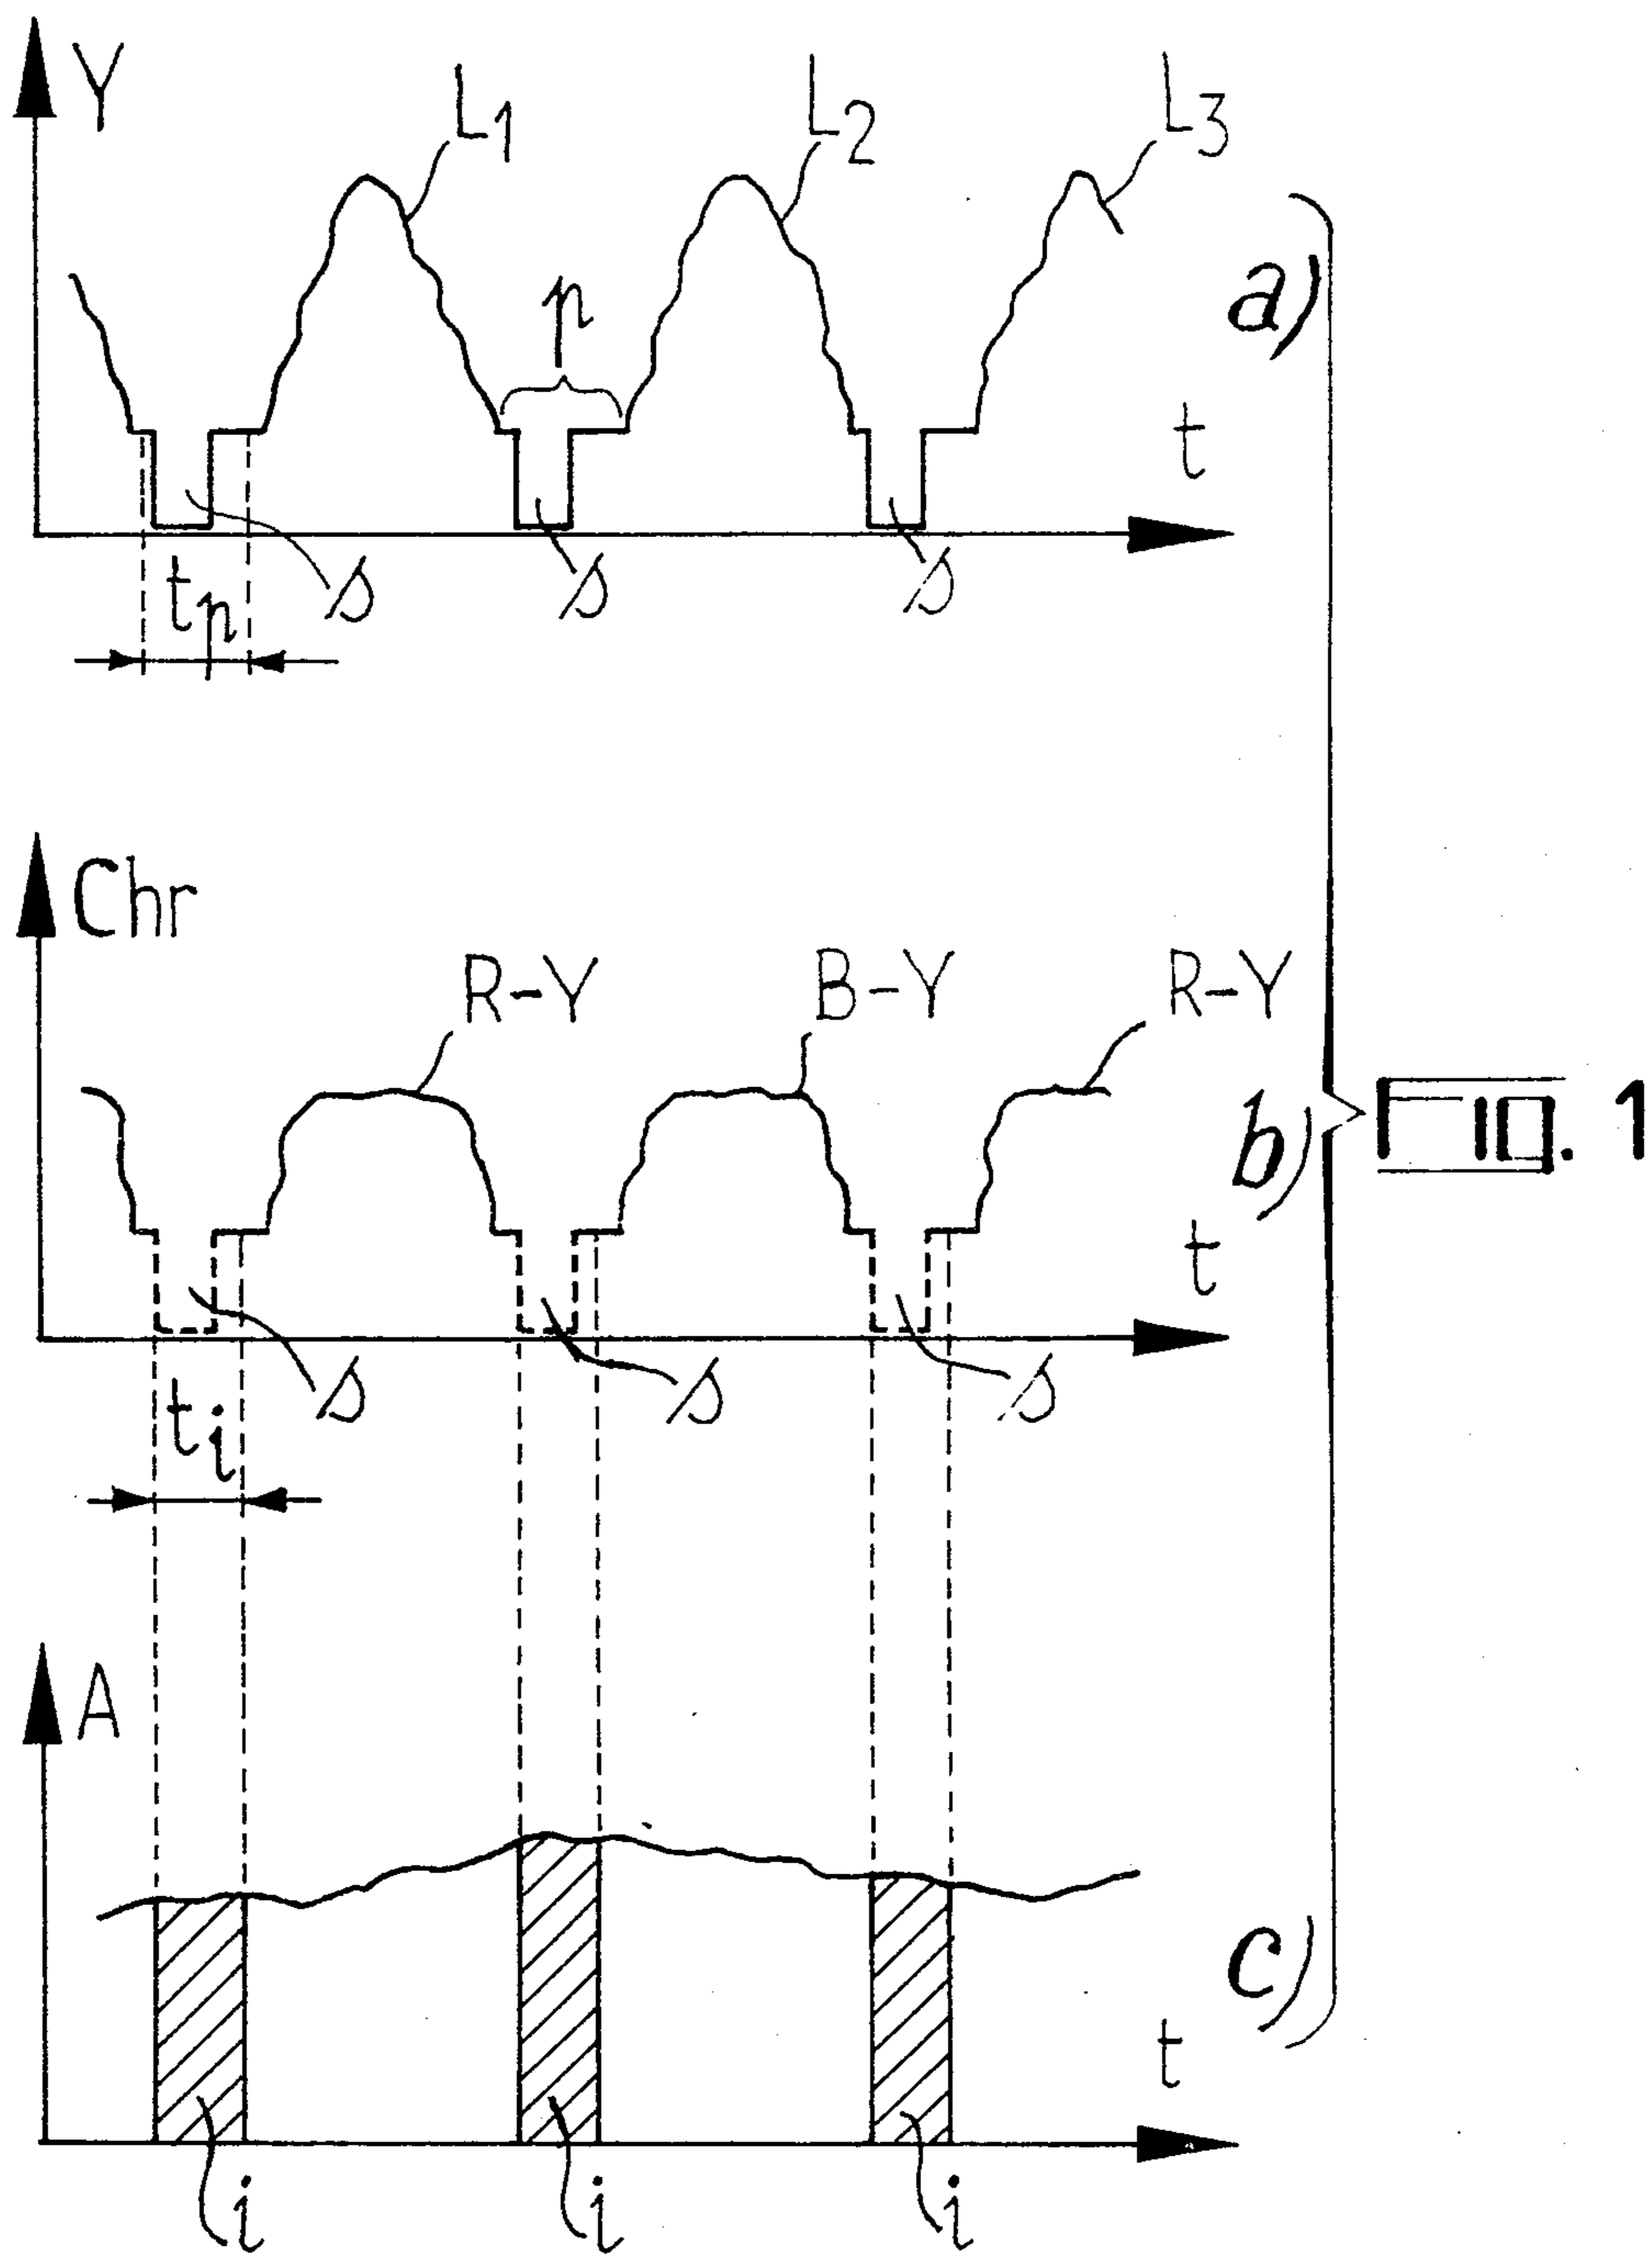 Y
L1 L2 L3
p
a)
t
s s s
tp
Chr
R-Y B-Y R-Y
b) Fig. 1
t
s s s
ti
A
c)
t
i i i